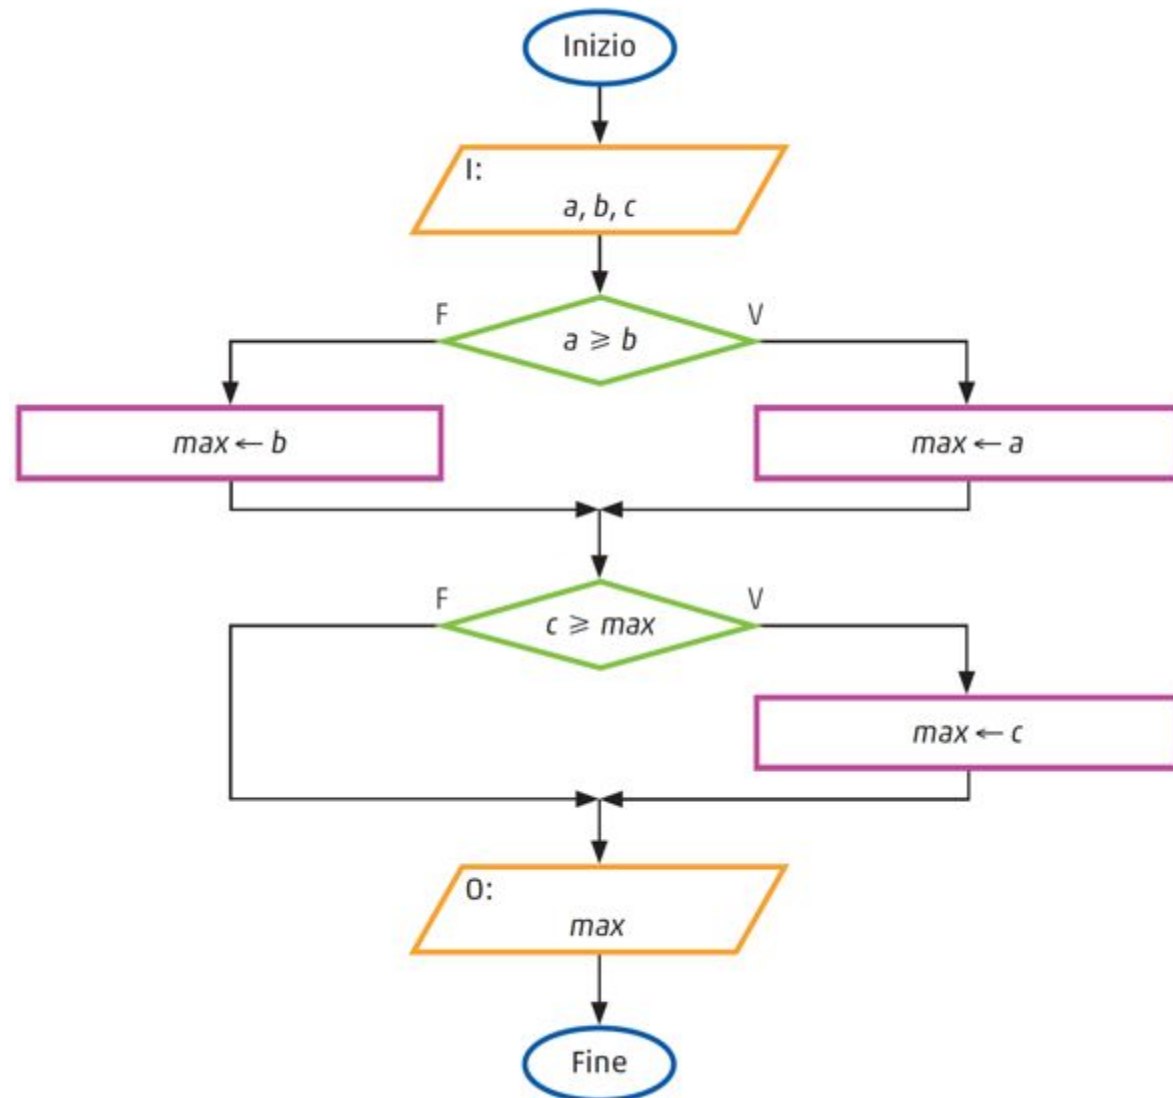 Inizio
I:
a, b, c
F
V
a ⩾ b
max ← b
max ← a
F
V
c ⩾ max
max ← c
O:
max
Fine